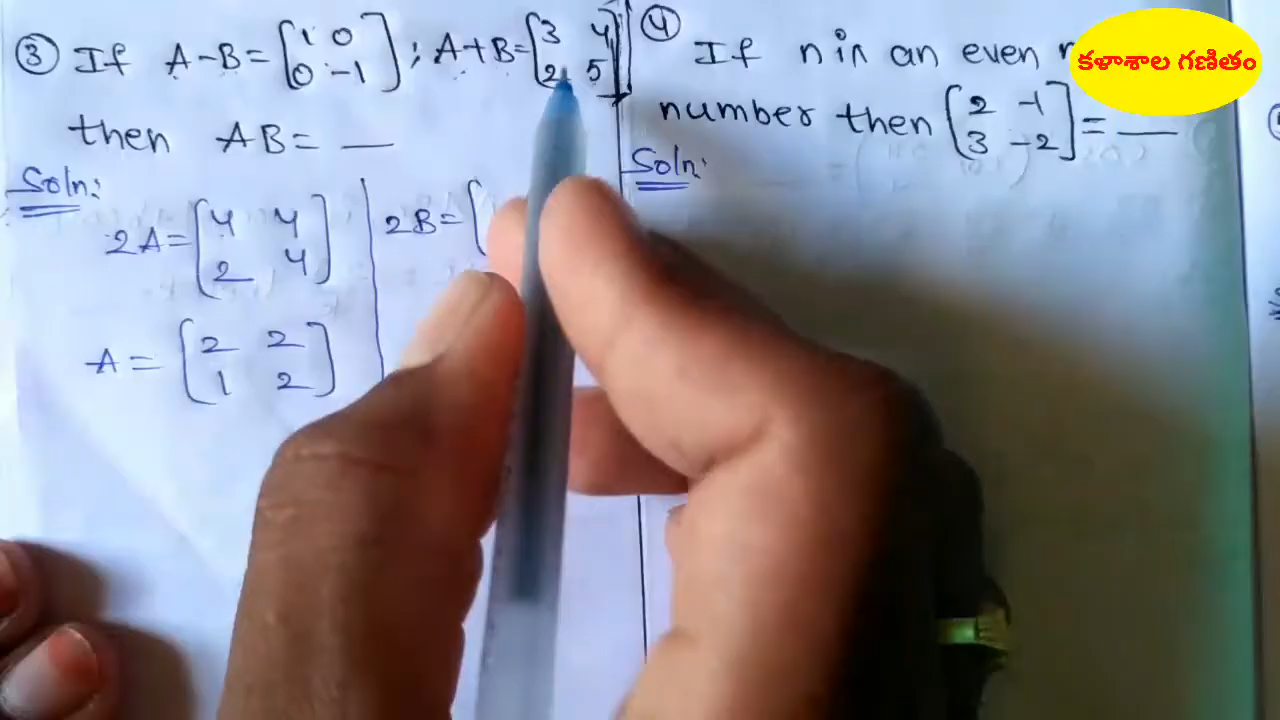 ③ If A-B = [1 0 0 -1] ; A+B = [3 4 2 5]
then AB = __
Soln:
2A = [4 4 2 4]
2B = [
A = [2 2 1 2]
④ If n in an even
number then [2 -1 3 -2] = __
Soln:
కళాశాల గణితం